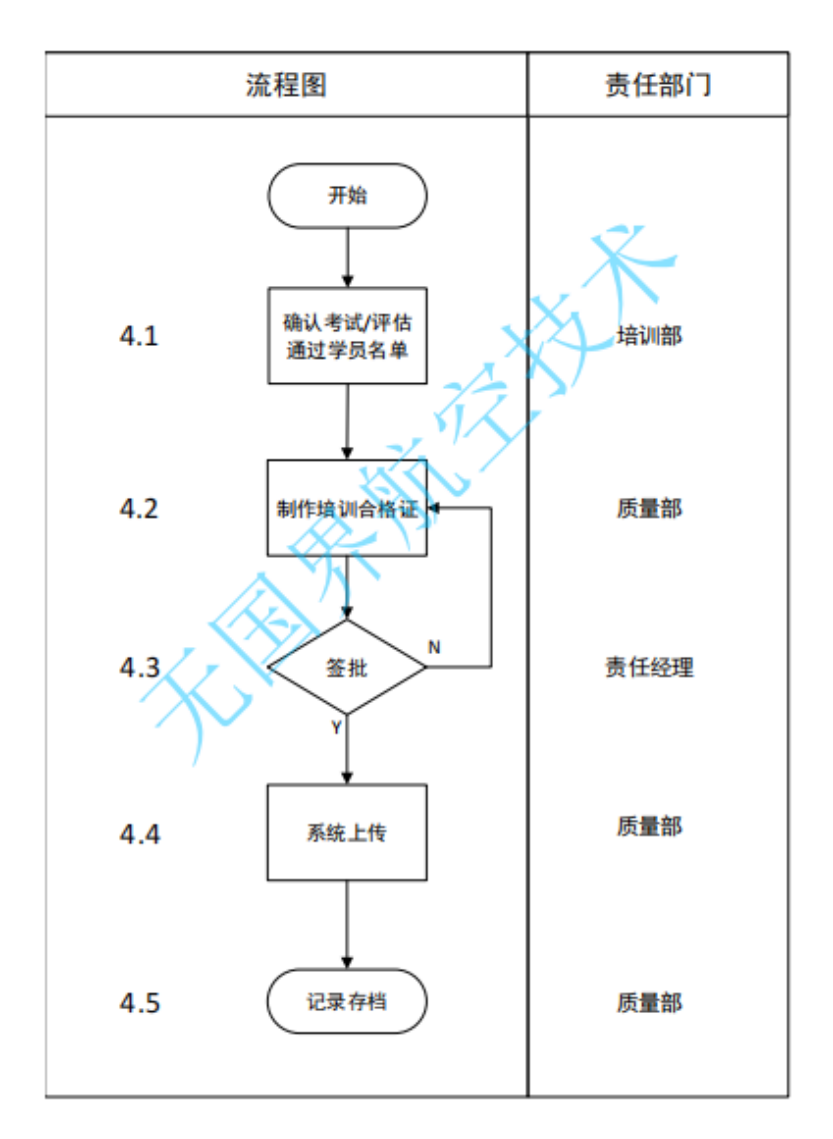 流程图
责任部门
开始
4.1
确认考试/评估
通过学员名单
培训部
4.2
制作培训合格证
质量部
4.3
签批
N
责任经理
Y
4.4
系统上传
质量部
4.5
记录存档
质量部
无国界航空技术